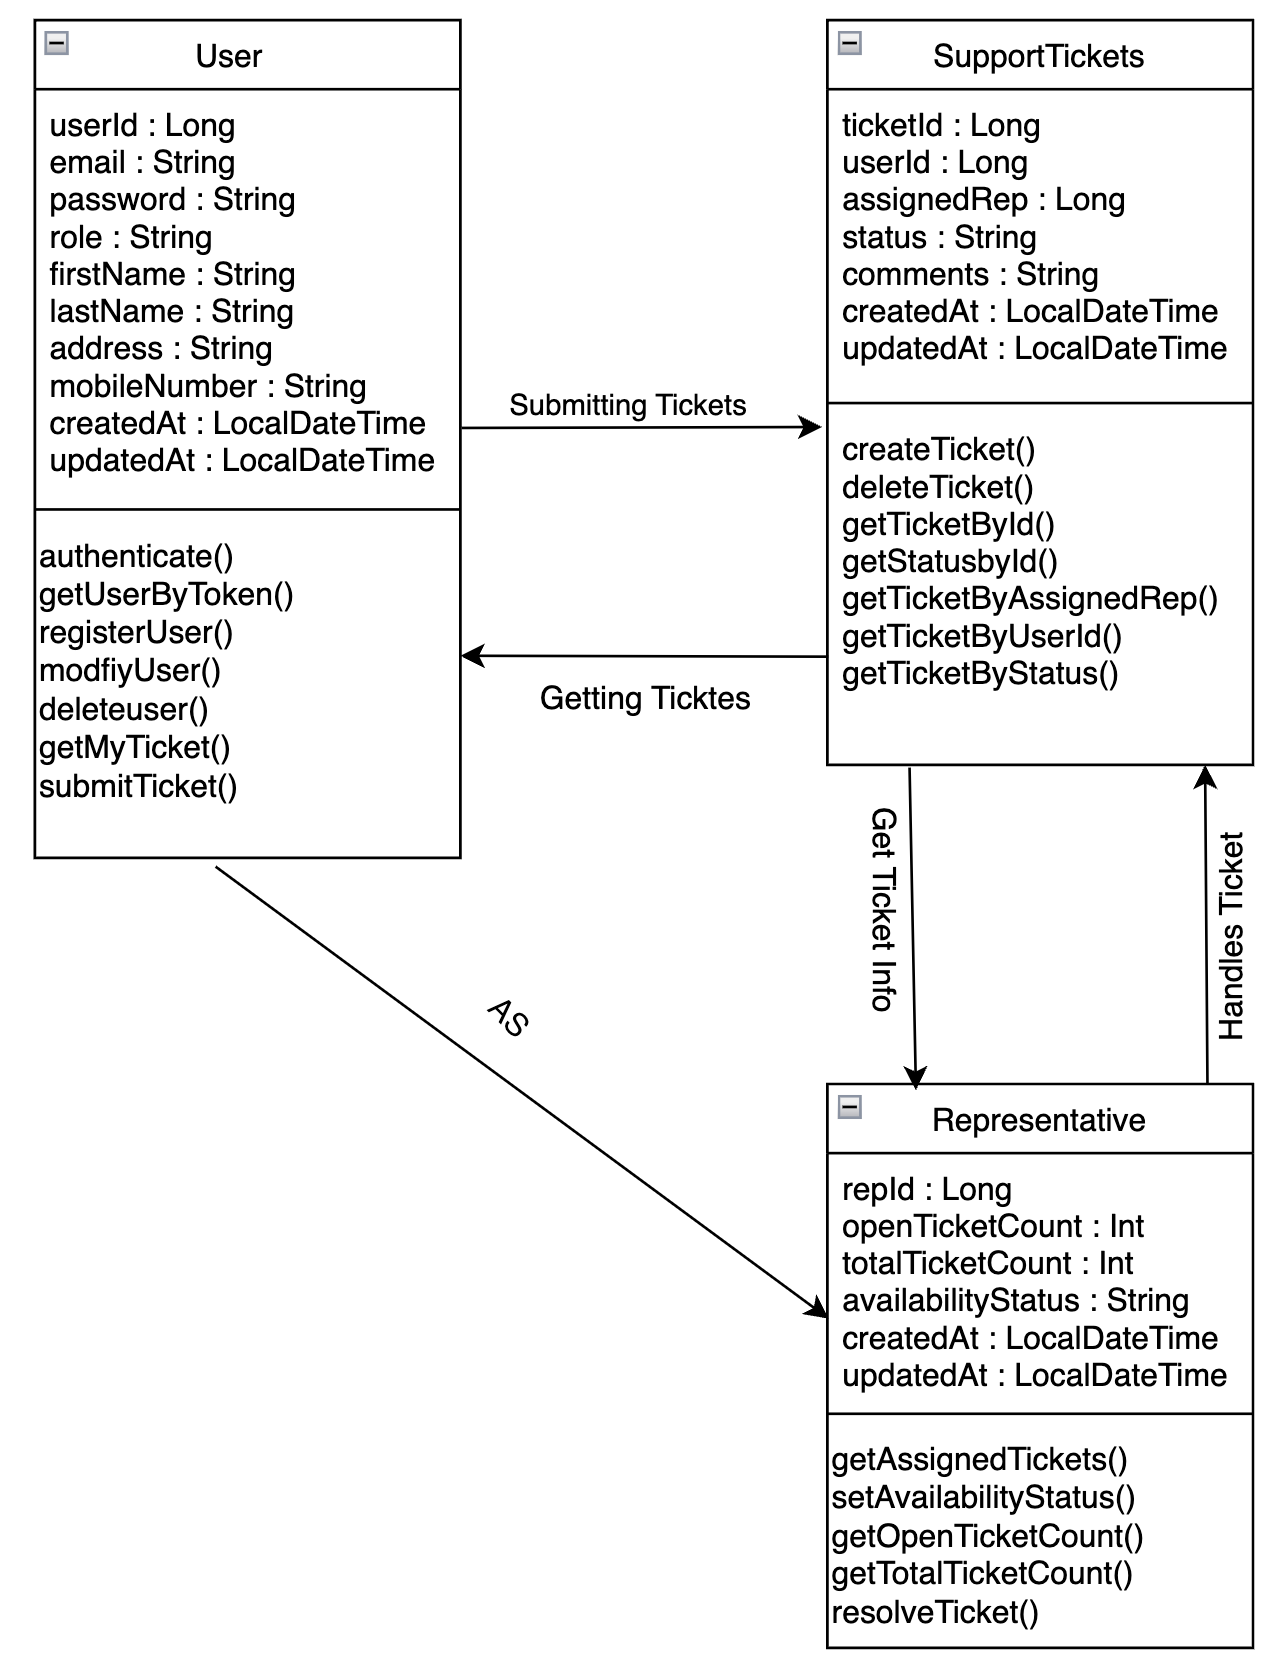 User
userId : Long
email : String
password : String
role : String
firstName : String
lastName : String
address : String
mobileNumber : String
createdAt : LocalDateTime
updatedAt : LocalDateTime
authenticate()
getUserByToken()
registerUser()
modfiyUser()
deleteuser()
getMyTicket()
submitTicket()
Submitting Tickets
Getting Ticktes
SupportTickets
ticketId : Long
userId : Long
assignedRep : Long
status : String
comments : String
createdAt : LocalDateTime
updatedAt : LocalDateTime
createTicket()
deleteTicket()
getTicketById()
getStatusbyId()
getTicketByAssignedRep()
getTicketByUserId()
getTicketByStatus()
Get Ticket Info
Handles Ticket
AS
Representative
repId : Long
openTicketCount : Int
totalTicketCount : Int
availabilityStatus : String
createdAt : LocalDateTime
updatedAt : LocalDateTime
getAssignedTickets()
setAvailabilityStatus()
getOpenTicketCount()
getTotalTicketCount()
resolveTicket()